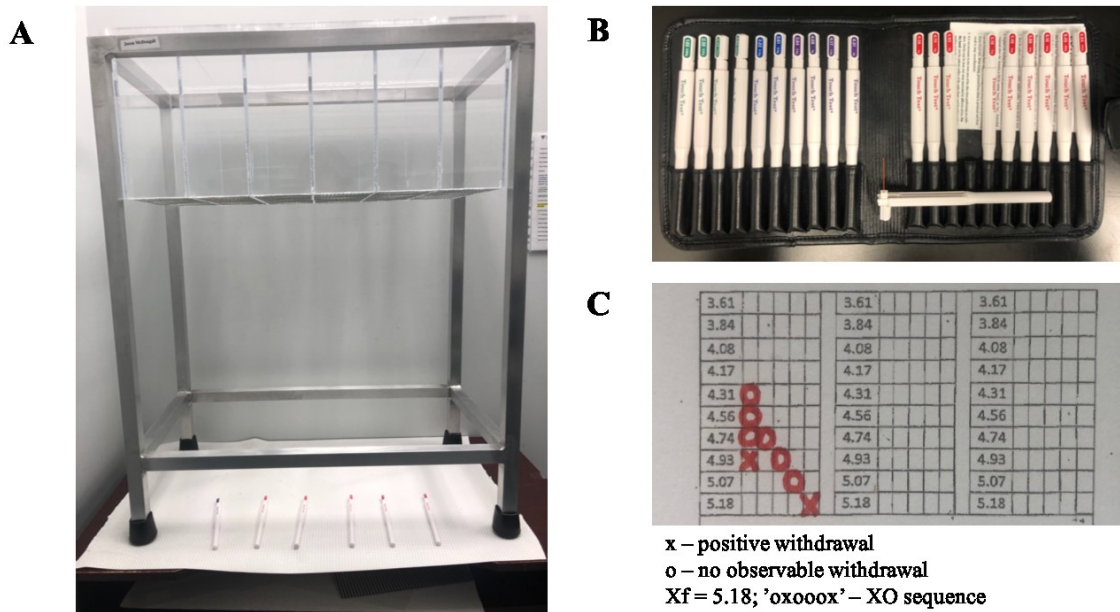 A
B
C
Touch Test
3.61 3.61 3.61
3.84 3.84 3.84
4.08 4.08 4.08
4.17 4.17 4.17
4.31 O 4.31 4.31
4.56 O 4.56 4.56
4.74 O O 4.74 4.74
4.93 X O 4.93 4.93
5.07 O 5.07 5.07
5.18 X 5.18 5.18
x – positive withdrawal
o – no observable withdrawal
Xf = 5.18; 'oxooox' – XO sequence